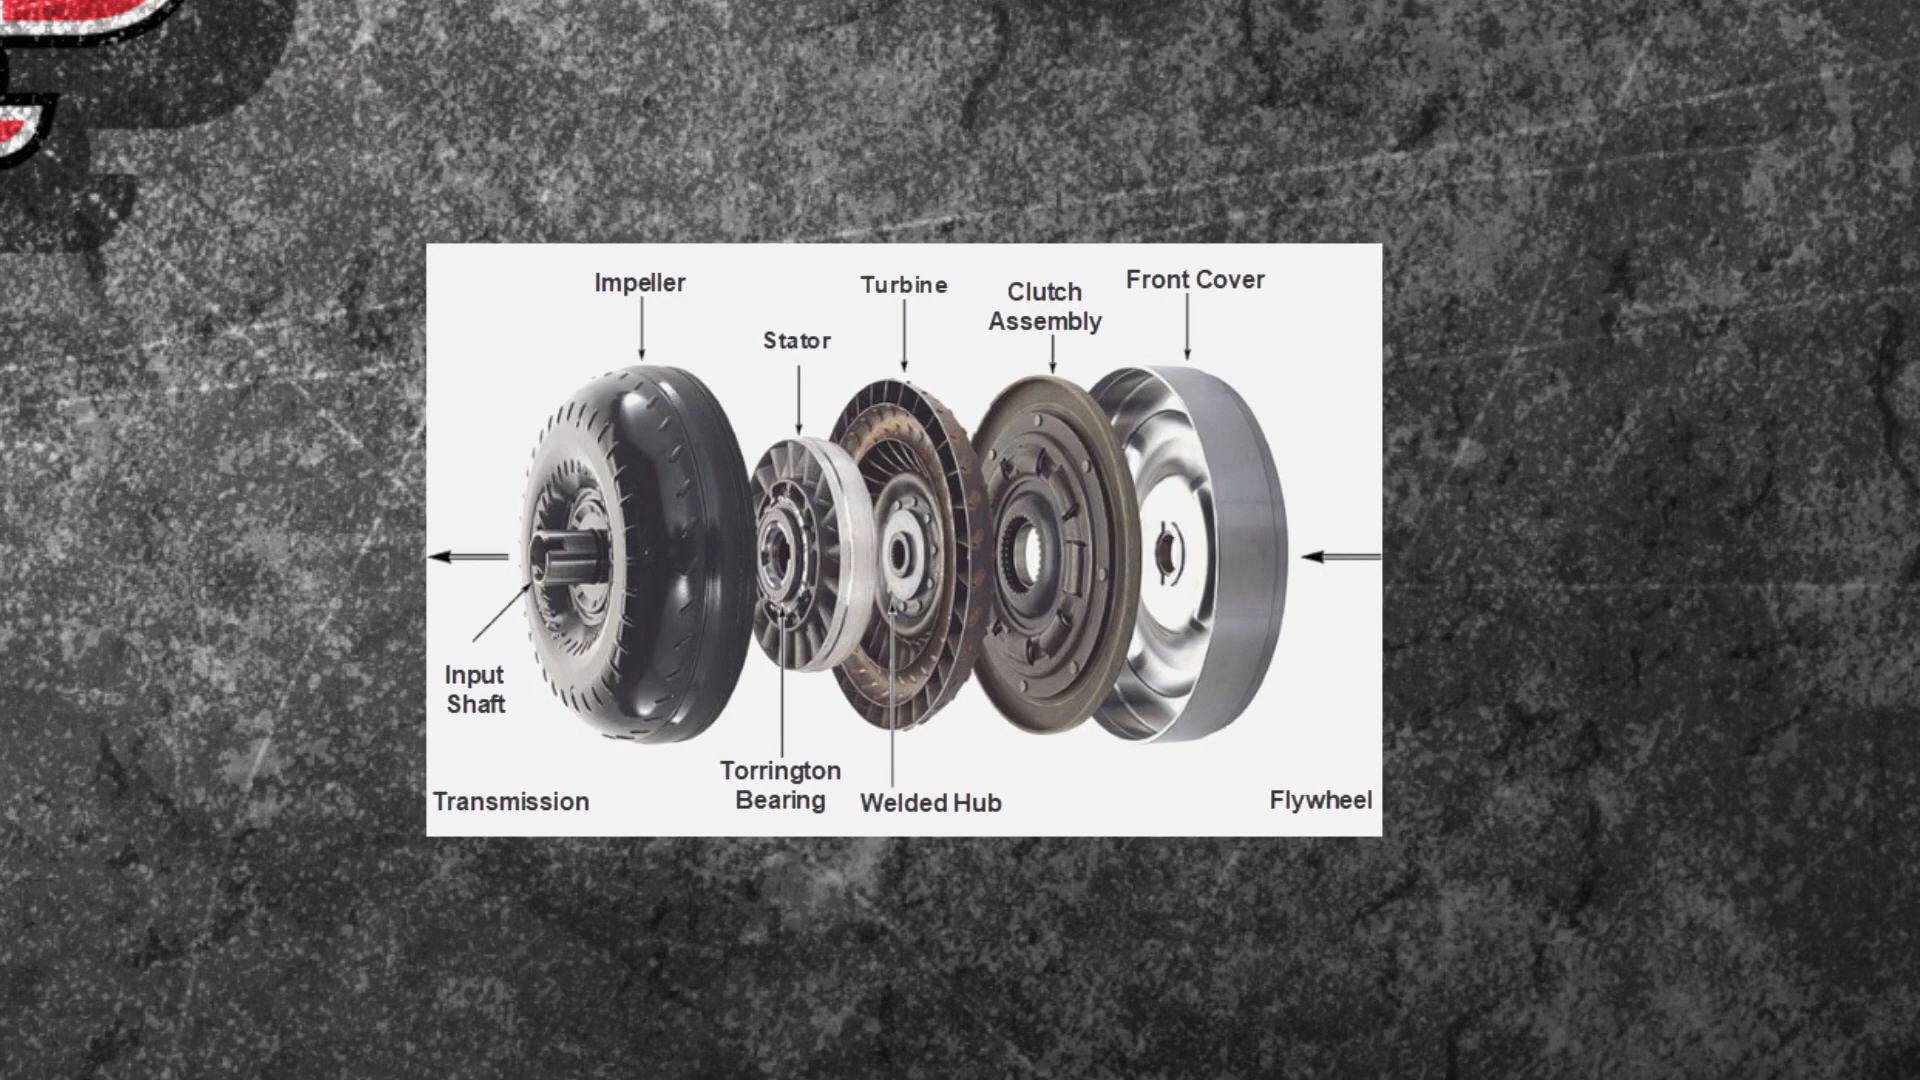 Impeller
Stator
Turbine
Clutch
Assembly
Front Cover
Input
Shaft
Torrington
Bearing
Welded Hub
Transmission
Flywheel